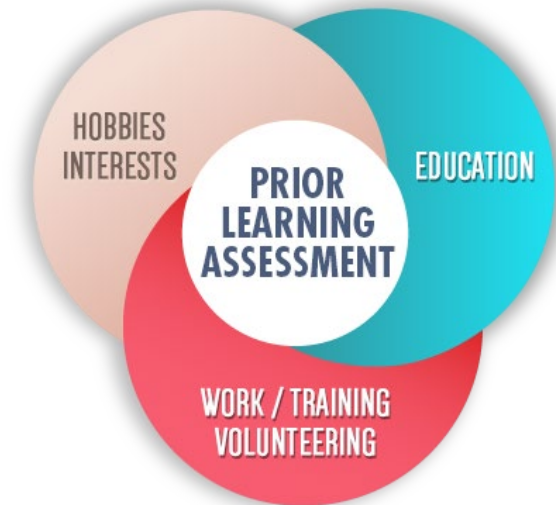 HOBBIES
INTERESTS
EDUCATION
PRIOR
LEARNING
ASSESSMENT
WORK / TRAINING
VOLUNTEERING